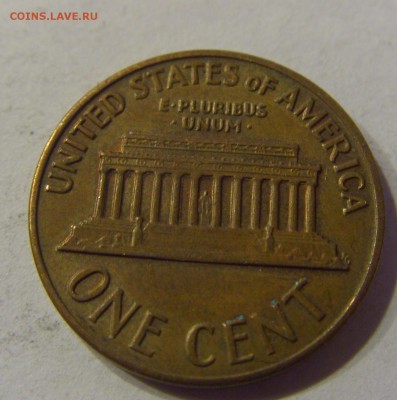 COINS.LAVE.RU
UNITED STATES OF AMERICA
E·PLURIBUS
·UNUM·
ONE CENT